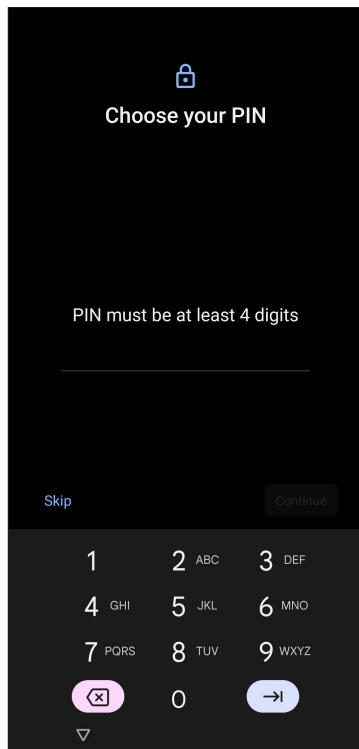 Choose your PIN
PIN must be at least 4 digits
Skip
Continue
1 2 ABC 3 DEF
4 GHI 5 JKL 6 MNO
7 PQRS 8 TUV 9 WXYZ
0